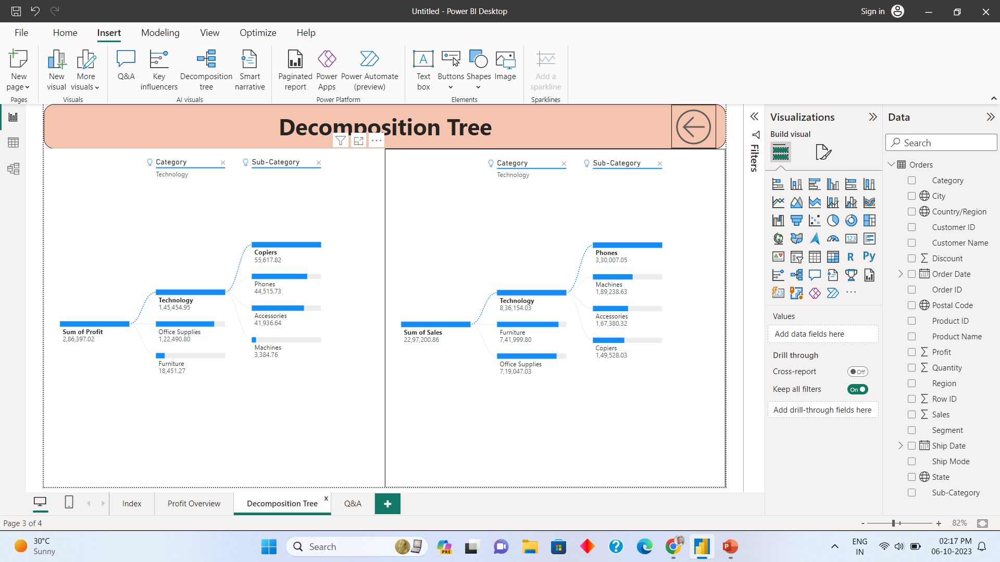 Untitled - Power BI Desktop
Sign in
File Home Insert Modeling View Optimize Help
New page
New visual
More visuals
Q&A
Key influencers
Decomposition tree
Smart narrative
Paginated report
Power Apps
Power Automate (preview)
Text box
Buttons
Shapes
Image
Add a sparkline
Pages Visuals AI visuals Power Platform Elements Sparklines
Decomposition Tree
Category
Technology
Sub-Category
Copiers
55,617.82
Phones
44,515.73
Technology
1,45,454.95
Accessories
41,936.64
Sum of Profit
2,86,397.02
Office Supplies
1,22,490.80
Machines
3,384.76
Furniture
18,451.27
Category
Technology
Sub-Category
Phones
3,30,007.05
Machines
1,89,238.63
Technology
8,36,154.03
Accessories
1,67,380.32
Sum of Sales
22,97,200.86
Furniture
7,41,999.80
Copiers
1,49,528.03
Office Supplies
7,19,047.03
Filters
Visualizations
Build visual
123
R
Py
123
Values
Add data fields here
Drill through
Cross-report
Off
Keep all filters
On
Add drill-through fields here
Data
Search
Orders
Category
City
Country/Region
Customer ID
Customer Name
Discount
Order Date
Order ID
Postal Code
Product ID
Product Name
Profit
Quantity
Region
Row ID
Sales
Segment
Ship Date
Ship Mode
State
Sub-Category
Index
Profit Overview
Decomposition Tree
x
Q&A
+
Page 3 of 4
- + 82%
30°C
Sunny
Search
PRE
ENG
IN
02:17 PM
06-10-2023